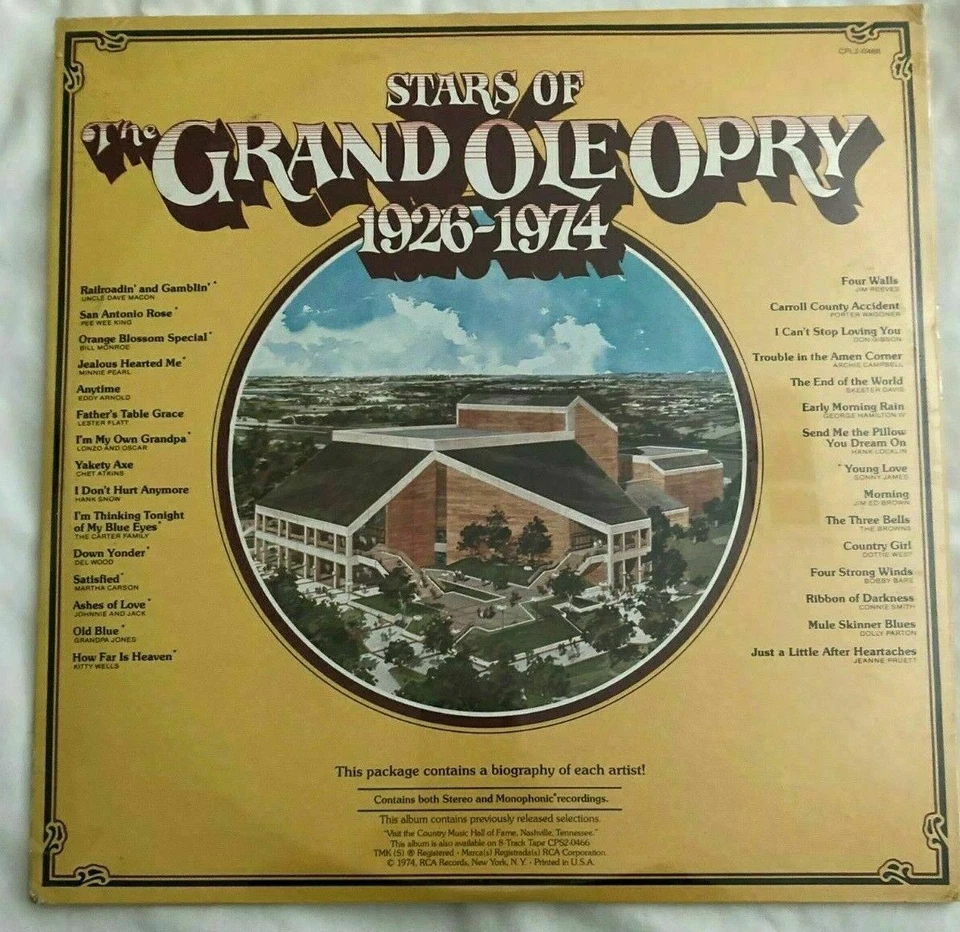 CPL2-0466
STARS OF
The GRAND OLE OPRY
1926-1974
Railroadin' and Gamblin'*
UNCLE DAVE MACON
San Antonio Rose*
PEE WEE KING
Orange Blossom Special*
BILL MONROE
Jealous Hearted Me*
MINNIE PEARL
Anytime
EDDY ARNOLD
Father's Table Grace
LESTER FLATT
I'm My Own Grandpa*
LONZO AND OSCAR
Yakety Axe
CHET ATKINS
I Don't Hurt Anymore
HANK SNOW
I'm Thinking Tonight
of My Blue Eyes*
THE CARTER FAMILY
Down Yonder*
DEL WOOD
Satisfied*
MARTHA CARSON
Ashes of Love*
JOHNNIE AND JACK
Old Blue*
GRANDPA JONES
How Far Is Heaven*
KITTY WELLS
Four Walls
JIM REEVES
Carroll County Accident
PORTER WAGONER
I Can't Stop Loving You
DON GIBSON
Trouble in the Amen Corner
ARCHIE CAMPBELL
The End of the World
SKEETER DAVIS
Early Morning Rain
GEORGE HAMILTON IV
Send Me the Pillow
You Dream On
HANK LOCKLIN
*Young Love
SONNY JAMES
Morning
JIM ED BROWN
The Three Bells
THE BROWNS
Country Girl
DOTTIE WEST
Four Strong Winds
BOBBY BARE
Ribbon of Darkness
CONNIE SMITH
Mule Skinner Blues
DOLLY PARTON
Just a Little After Heartaches
JEANNE PRUETT
This package contains a biography of each artist!
Contains both Stereo and Monophonic* recordings.
This album contains previously released selections.
"Visit the Country Music Hall of Fame, Nashville, Tennessee."
This album is also available on 8-Track Tape CPS2-0466
TMK (S) ® Registered • Marca(s) Registrada(s) RCA Corporation.
© 1974, RCA Records, New York, N.Y. • Printed in U.S.A.